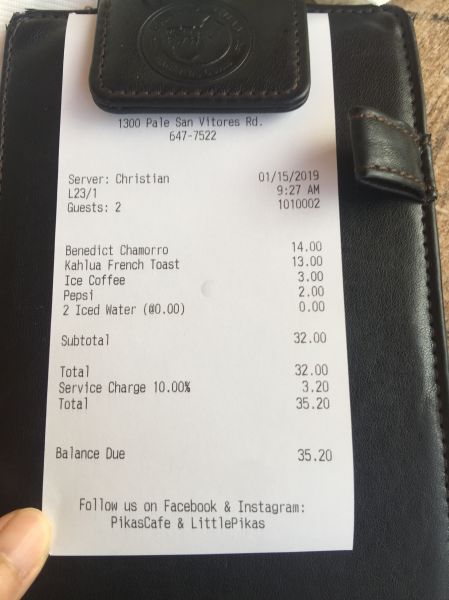 1300 Pale San Vitores Rd.
647-7522
Server: Christian 01/15/2019
L23/1 9:27 AM
Guests: 2 1010002
Benedict Chamorro 14.00
Kahlua French Toast 13.00
Ice Coffee 3.00
Pepsi 2.00
2 Iced Water (@0.00) 0.00
Subtotal 32.00
Total 32.00
Service Charge 10.00% 3.20
Total 35.20
Balance Due 35.20
Follow us on Facebook & Instagram:
PikasCafe & LittlePikas